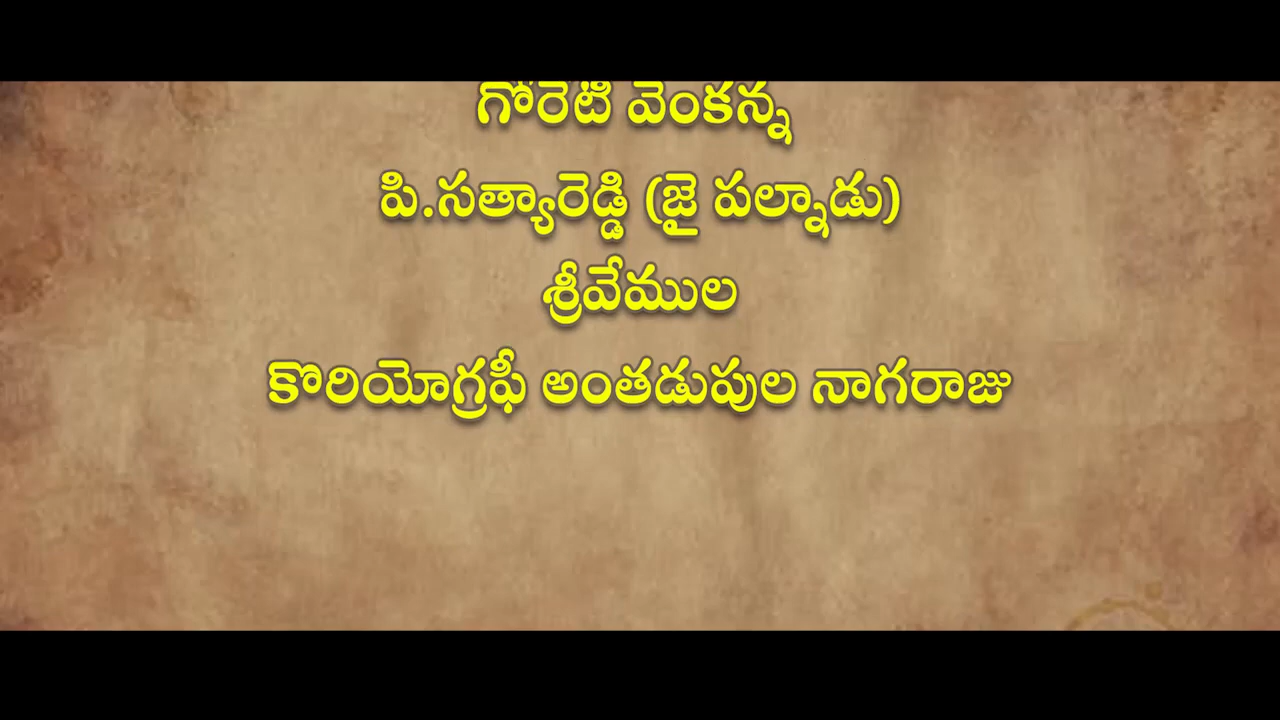 గోరెటి వెంకన్న
పి.సత్యారెడ్డి (జై పల్నాడు)
శ్రీవేముల
కొరియోగ్రఫీ అంతడుపుల నాగరాజు